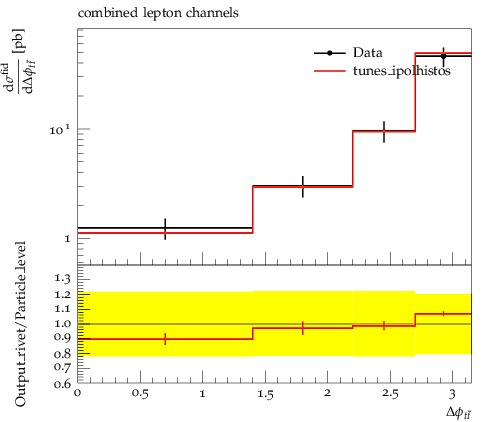 combined lepton channels
dσ^fid / dΔϕ_tt̄ [pb]
Data
tunes_ipolhistos
10^1
1
Output_rivet/Particle_level
1.3
1.2
1.1
1.0
0.9
0.8
0.7
0.6
0 0.5 1 1.5 2 2.5 3
Δϕ_tt̄